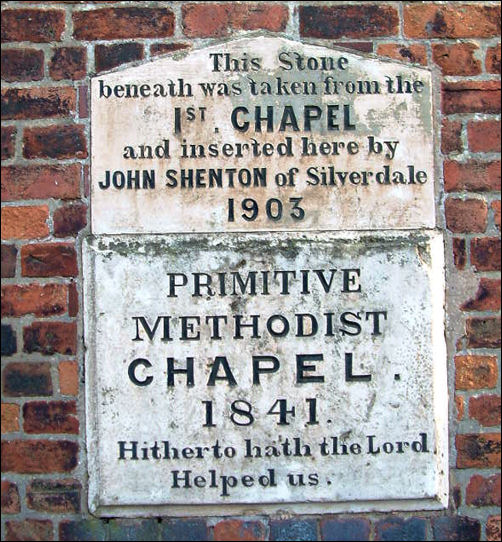 This Stone
beneath was taken from the
1ST. CHAPEL
and inserted here by
JOHN SHENTON of Silverdale
1903
PRIMITIVE
METHODIST
CHAPEL.
1841.
Hitherto hath the Lord
Helped us.